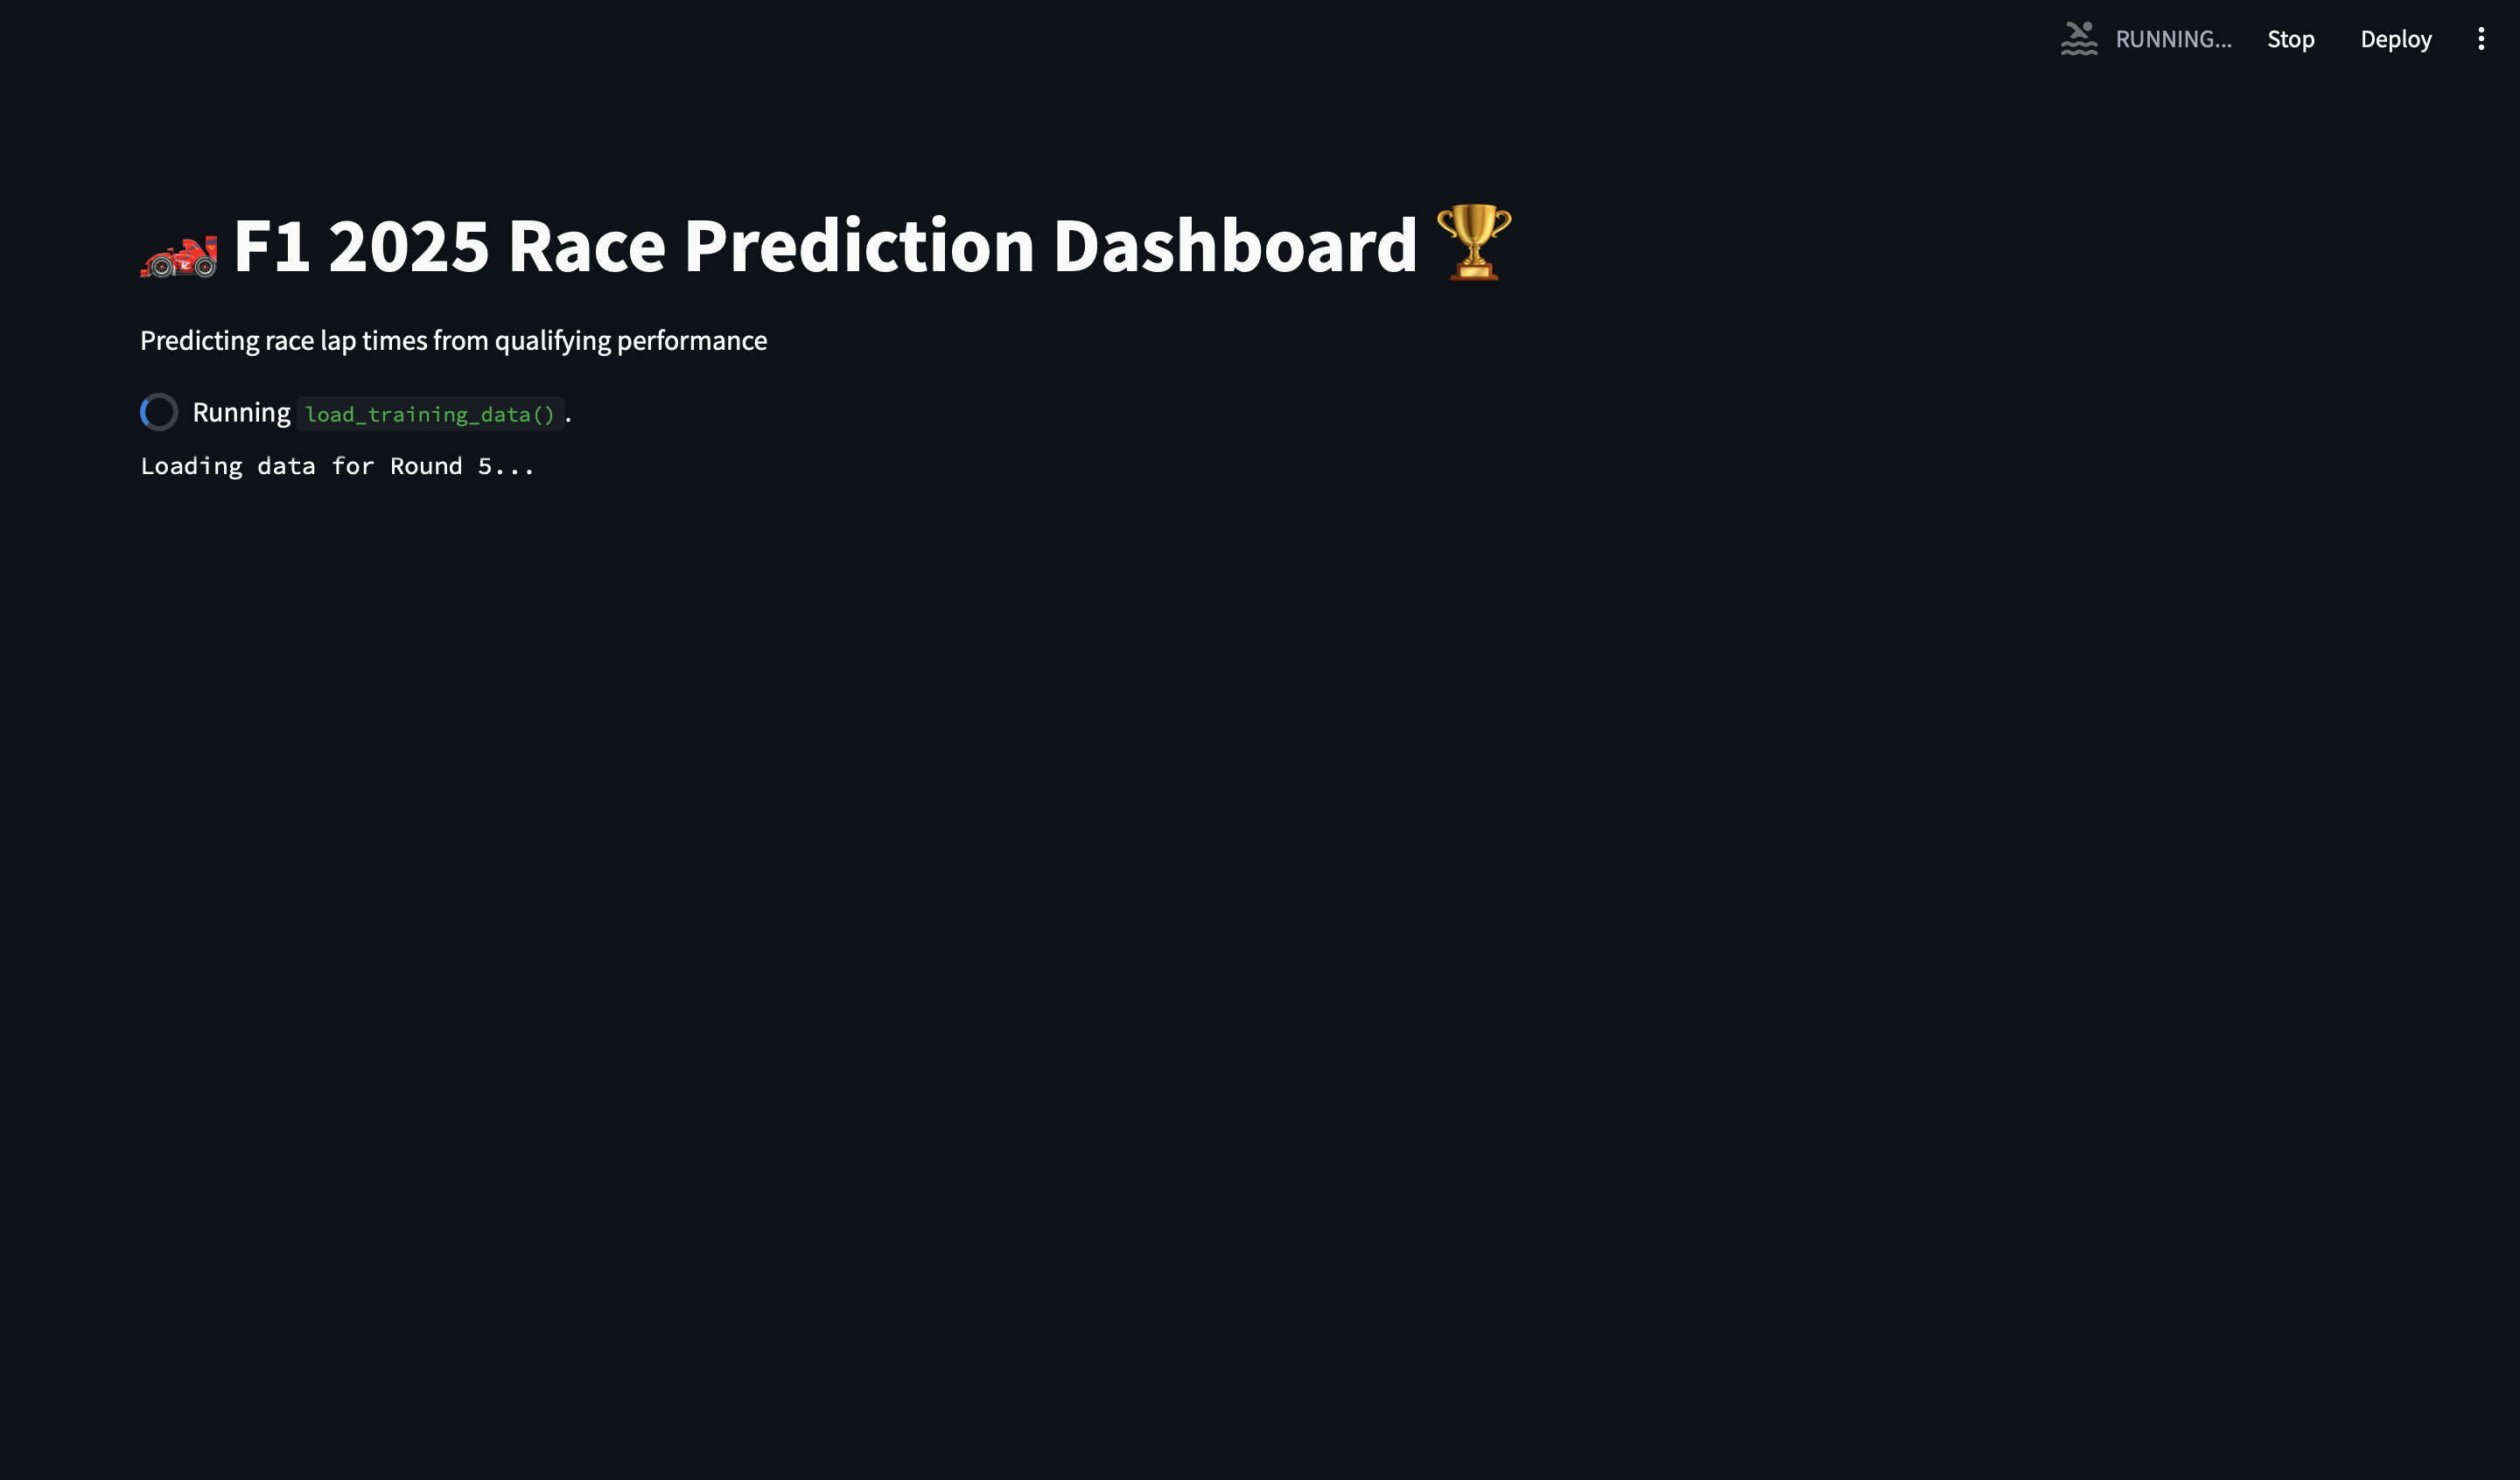 RUNNING... Stop Deploy
🏎️ F1 2025 Race Prediction Dashboard 🏆
Predicting race lap times from qualifying performance
Running load_training_data().
Loading data for Round 5...